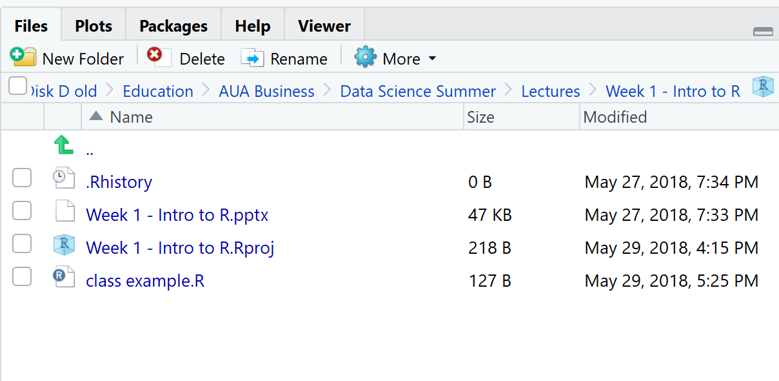 Files Plots Packages Help Viewer
New Folder Delete Rename More
Disk D old Education AUA Business Data Science Summer Lectures Week 1 - Intro to R
Name Size Modified
..
.Rhistory 0 B May 27, 2018, 7:34 PM
Week 1 - Intro to R.pptx 47 KB May 27, 2018, 7:33 PM
Week 1 - Intro to R.Rproj 218 B May 29, 2018, 4:15 PM
class example.R 127 B May 29, 2018, 5:25 PM